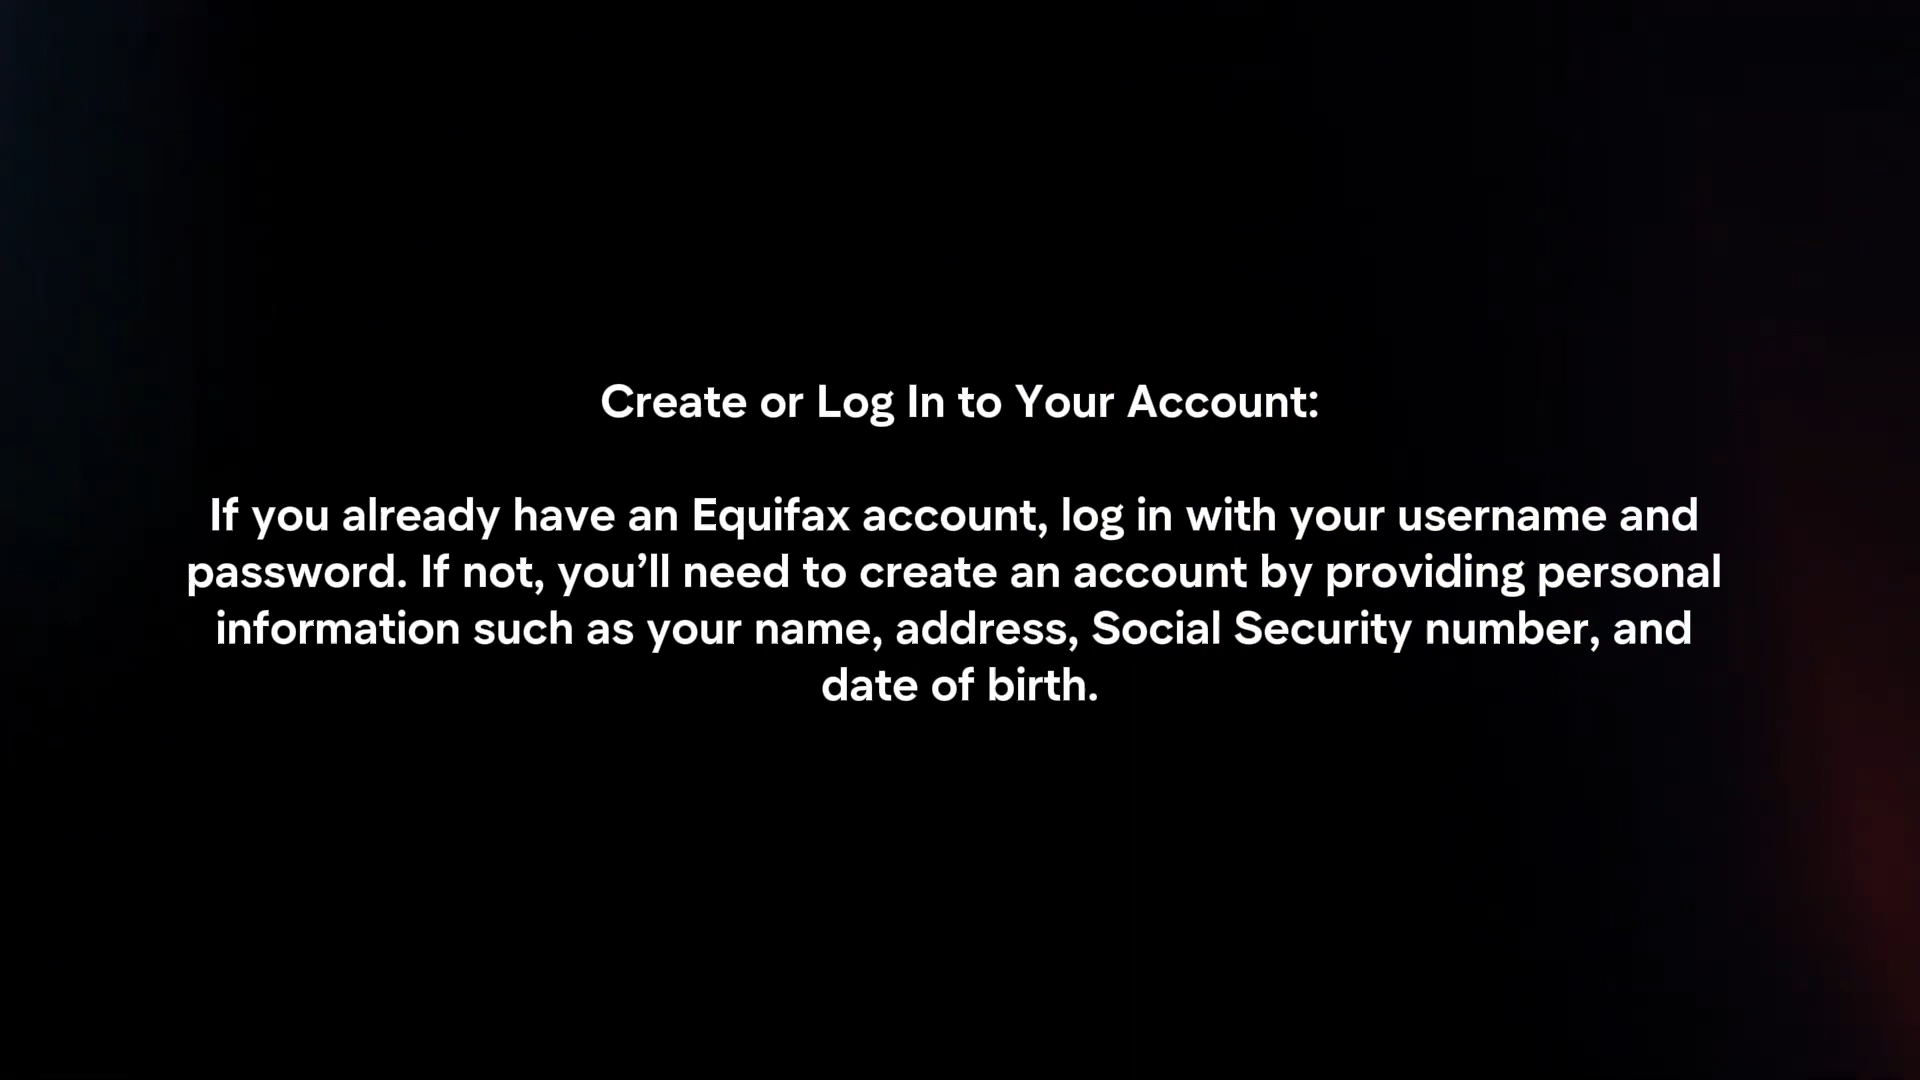 Create or Log In to Your Account:
If you already have an Equifax account, log in with your username and
password. If not, you’ll need to create an account by providing personal
information such as your name, address, Social Security number, and
date of birth.